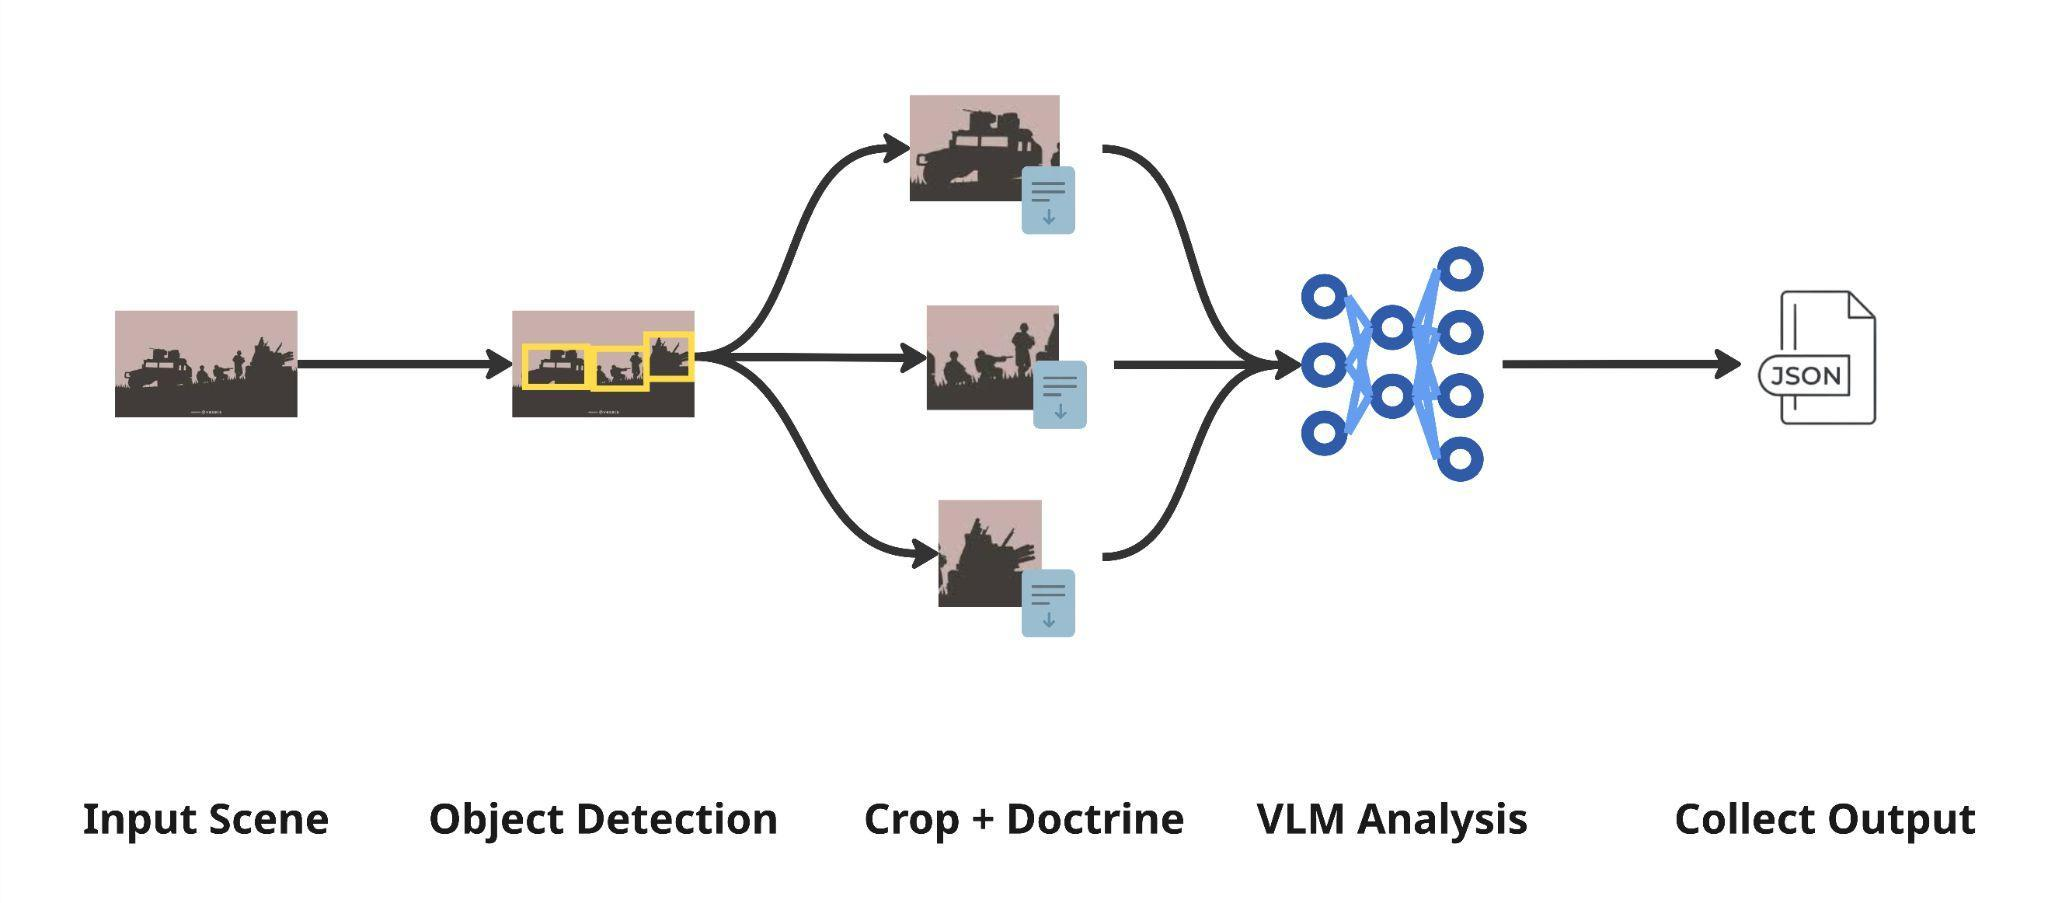 JSON
Input Scene
Object Detection
Crop + Doctrine
VLM Analysis
Collect Output